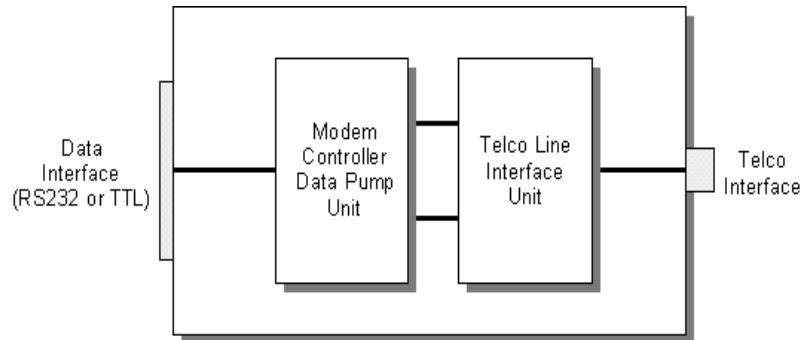 Data
Interface
(RS232 or TTL)
Modem
Controller
Data Pump
Unit
Telco Line
Interface
Unit
Telco
Interface